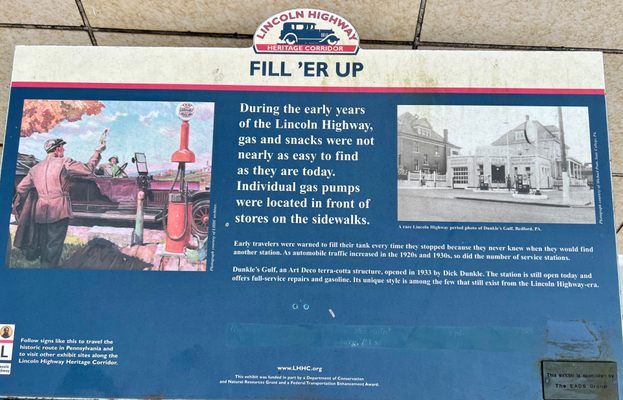 LINCOLN HIGHWAY
HERITAGE CORRIDOR
FILL 'ER UP
During the early years
of the Lincoln Highway,
gas and snacks were not
nearly as easy to find
as they are today.
Individual gas pumps
were located in front of
stores on the sidewalks.
A rare Lincoln Highway period photo of Dunkle's Gulf, Bedford, PA.
Early travelers were warned to fill their tank every time they stopped because they never knew when they would find
another station. As automobile traffic increased in the 1920s and 1930s, so did the number of service stations.
Dunkle's Gulf, an Art Deco terra-cotta structure, opened in 1933 by Dick Dunkle. The station is still open today and
offers full-service repairs and gasoline. Its unique style is among the few that still exist from the Lincoln Highway-era.
L
Follow signs like this to travel the
historic route in Pennsylvania and
to visit other exhibit sites along the
Lincoln Highway Heritage Corridor.
www.LHHC.org
This exhibit was funded in part by a Department of Conservation
and Natural Resources Grant and a Federal Transportation Enhancement Award.
This exhibit is sponsored by
The EADS Group